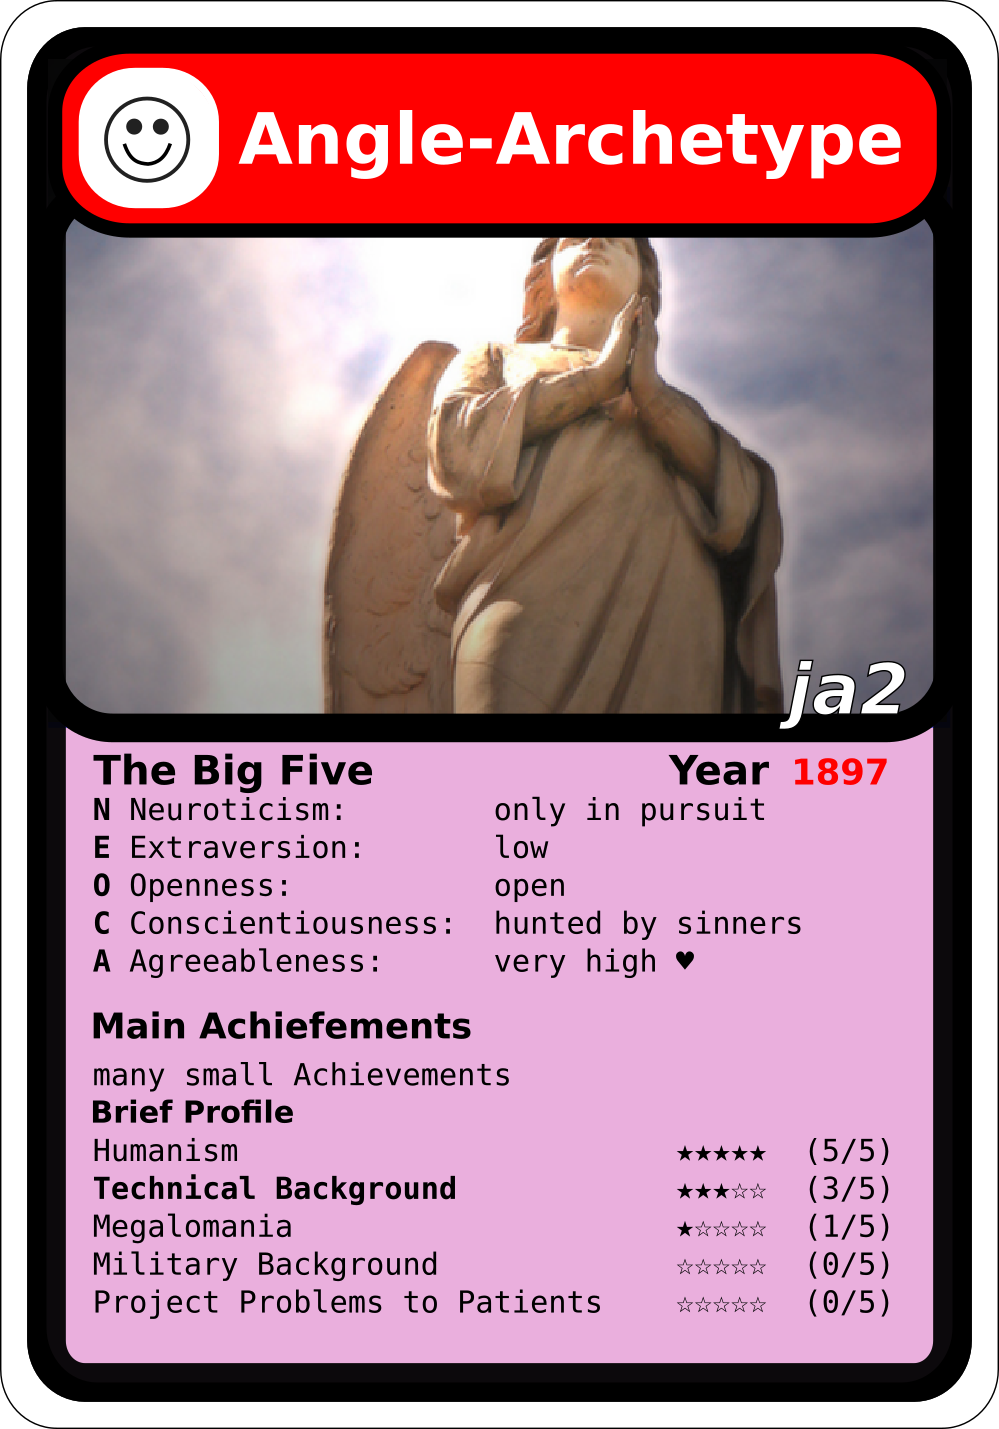 Angle-Archetype
ja2
The Big Five Year 1897
N Neuroticism: only in pursuit
E Extraversion: low
O Openness: open
C Conscientiousness: hunted by sinners
A Agreeableness: very high ♥
Main Achiefements
many small Achievements
Brief Profile
Humanism ★★★★★ (5/5)
Technical Background ★★★☆☆ (3/5)
Megalomania ★☆☆☆☆ (1/5)
Military Background ☆☆☆☆☆ (0/5)
Project Problems to Patients ☆☆☆☆☆ (0/5)